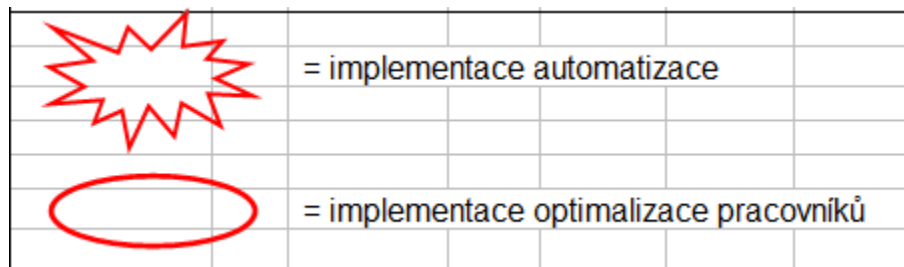 = implementace automatizace
= implementace optimalizace pracovníků